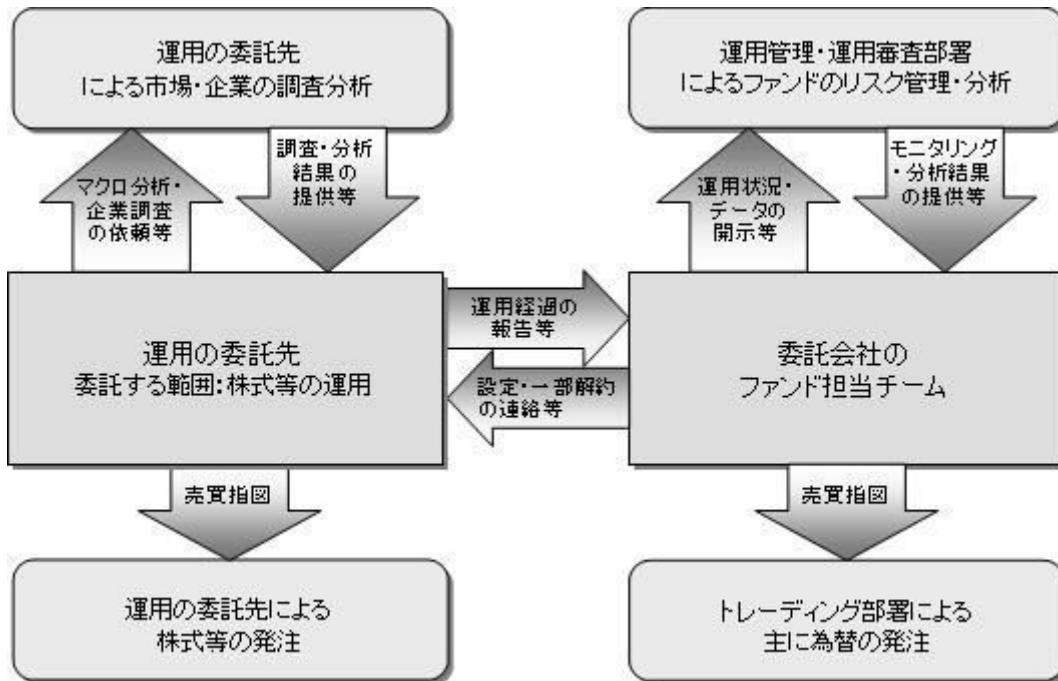 運用の委託先
による市場・企業の調査分析
運用管理・運用審査部署
によるファンドのリスク管理・分析
マクロ分析・
企業調査
の依頼等
調査・分析
結果の
提供等
運用状況・
データの
開示等
モニタリング
・分析結果
の提供等
運用の委託先
委託する範囲:株式等の運用
運用経過の
報告等
設定・一部解約
の連絡等
委託会社の
ファンド担当チーム
売買指図
売買指図
運用の委託先による
株式等の発注
トレーディング部署による
主に為替の発注